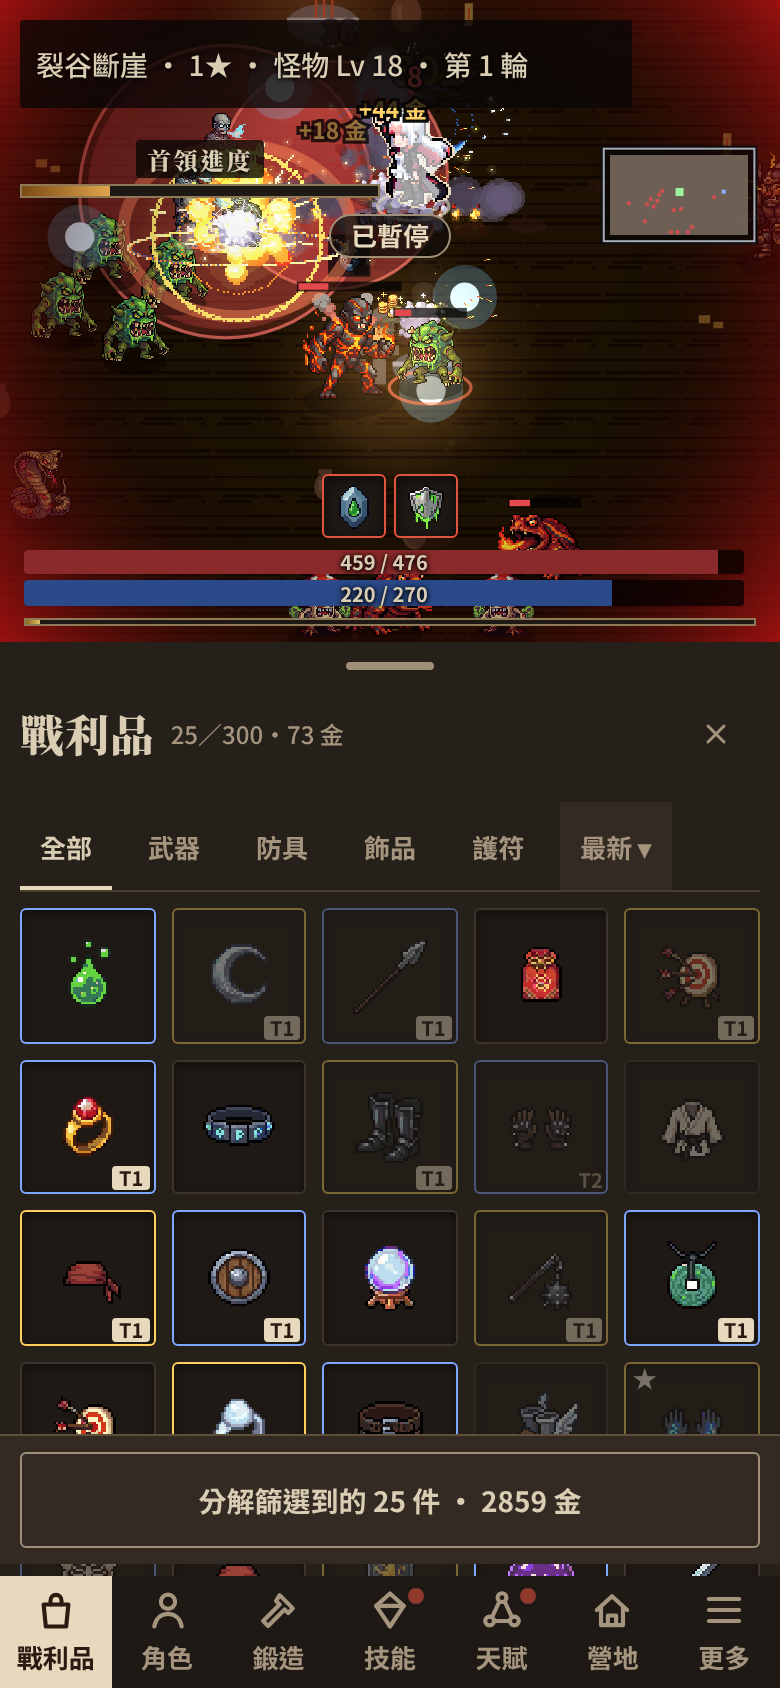 裂谷斷崖 • 1★ • 怪物 Lv 18 • 第 1 輪
+44 金
+18 金
首領進度
已暫停
459 / 476
220 / 270
戰利品
25／300・73 金
全部
武器
防具
飾品
護符
最新 ▾
T1
T1
T1
T1
T1
T2
T1
T1
T1
T1
★
分解篩選到的 25 件 • 2859 金
戰利品
角色
鍛造
技能
天賦
營地
更多